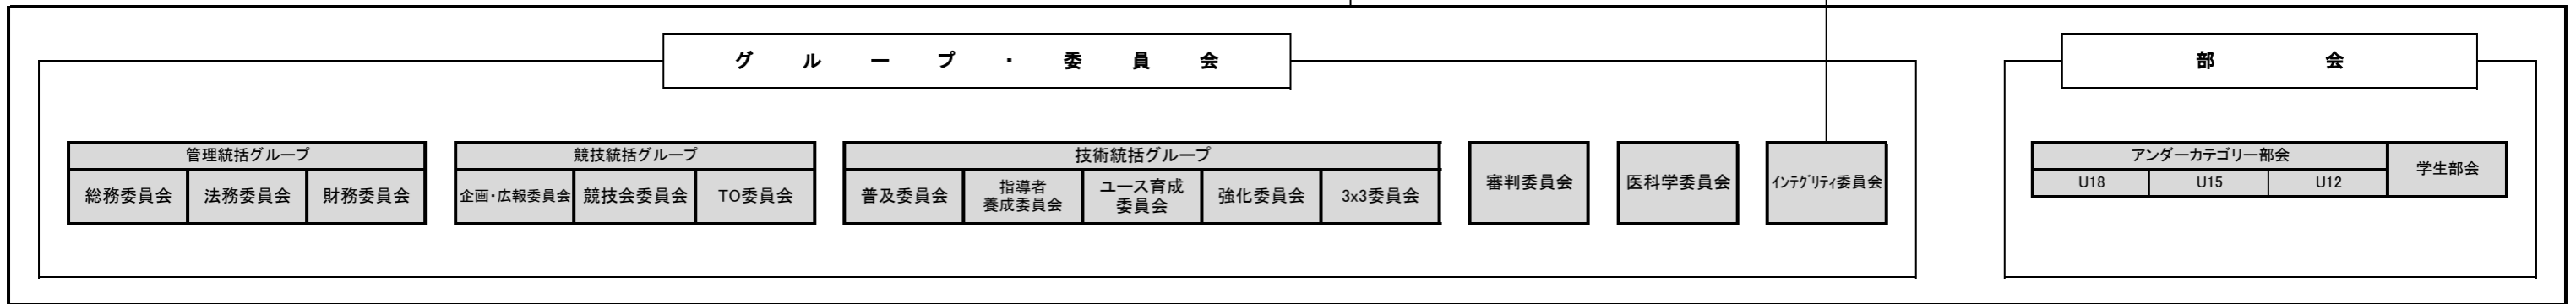 グループ・委員会
部会
管理統括グループ
総務委員会
法務委員会
財務委員会
競技統括グループ
企画・広報委員会
競技会委員会
TO委員会
技術統括グループ
普及委員会
指導者
養成委員会
ユース育成
委員会
強化委員会
3x3委員会
審判委員会
医科学委員会
インテグリティ委員会
アンダーカテゴリー部会
U18
U15
U12
学生部会